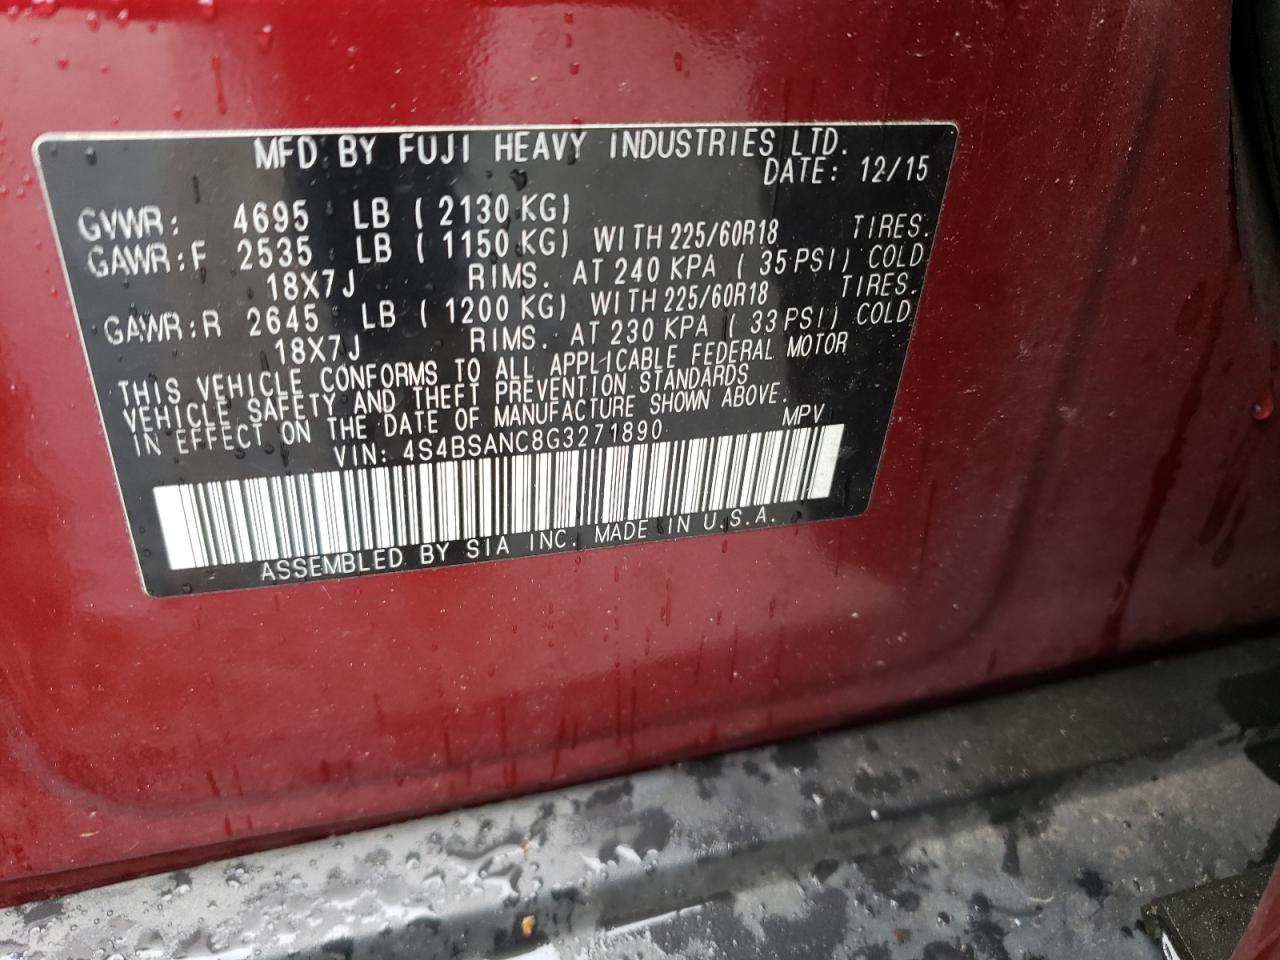 MFD BY FUJI HEAVY INDUSTRIES LTD.
DATE: 12/15
GVWR: 4695 LB ( 2130 KG)
GAWR:F 2535 LB ( 1150 KG) WITH 225/60R18 TIRES.
18X7J RIMS. AT 240 KPA ( 35 PSI) COLD
GAWR:R 2645 LB ( 1200 KG) WITH 225/60R18 TIRES.
18X7J RIMS. AT 230 KPA ( 33 PSI) COLD
THIS VEHICLE CONFORMS TO ALL APPLICABLE FEDERAL MOTOR
VEHICLE SAFETY AND THEFT PREVENTION STANDARDS
IN EFFECT ON THE DATE OF MANUFACTURE SHOWN ABOVE.
VIN: 4S4BSANC8G3271890 MPV
ASSEMBLED BY SIA INC. MADE IN U.S.A.